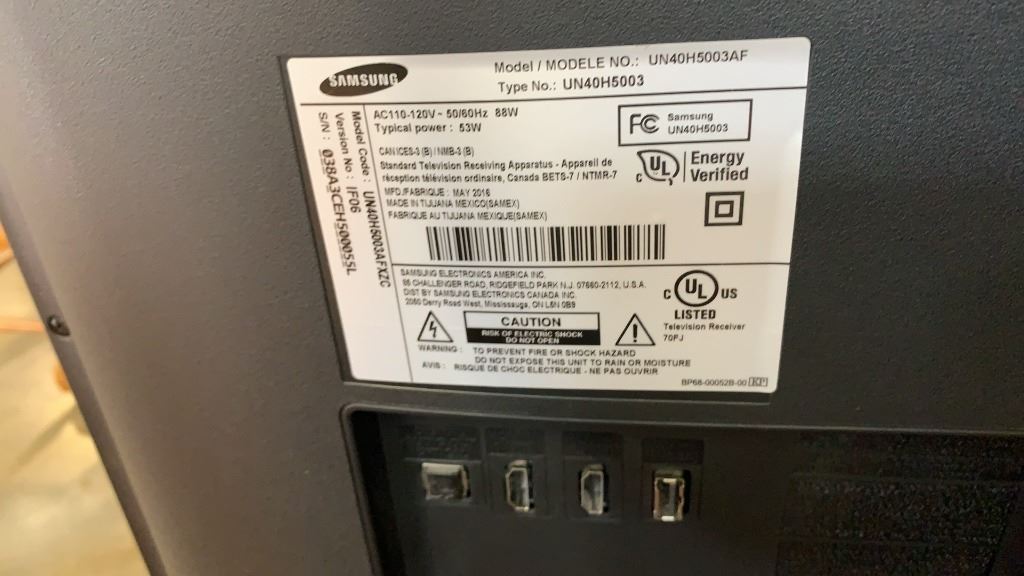 SAMSUNG
Model / MODELE NO.: UN40H5003AF
Type No.: UN40H5003
Model Code : UN40H5003AFXZC
Version No : IF06
S/N : 038A3CEH500055L
AC110-120V~ 50/60Hz 88W
Typical power : 53W
FC Samsung
UN40H5003
CAN ICES-3 (B) / NMB-3 (B)
Standard Television Receiving Apparatus - Appareil de
réception télévision ordinaire, Canada BETS-7 / NTMR-7
C UL Energy
Verified
MFD./FABRIQUE : MAY 2016
MADE IN TIJUANA MEXICO(SAMEX)
FABRIQUE AU TIJUANA MEXIQUE(SAMEX)
SAMSUNG ELECTRONICS AMERICA INC.
85 CHALLENGER ROAD, RIDGEFIELD PARK N.J. 07660-2112, U.S.A.
DIST BY SAMSUNG ELECTRONICS CANADA INC.
2050 Derry Road West, Mississauga, ON L5N 0B9
C UL US
LISTED
Television Receiver
70FJ
CAUTION
RISK OF ELECTRIC SHOCK
DO NOT OPEN
WARNING : TO PREVENT FIRE OR SHOCK HAZARD
DO NOT EXPOSE THIS UNIT TO RAIN OR MOISTURE
AVIS : RISQUE DE CHOC ELECTRIQUE - NE PAS OUVRIR
BP68-00052B-00 KP